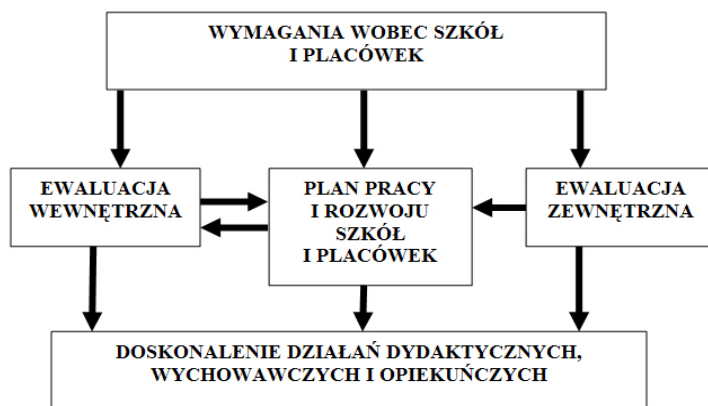 WYMAGANIA WOBEC SZKÓŁ
I PLACÓWEK
EWALUACJA
WEWNĘTRZNA
PLAN PRACY
I ROZWOJU
SZKÓŁ
I PLACÓWEK
EWALUACJA
ZEWNĘTRZNA
DOSKONALENIE DZIAŁAŃ DYDAKTYCZNYCH,
WYCHOWAWCZYCH I OPIEKUŃCZYCH